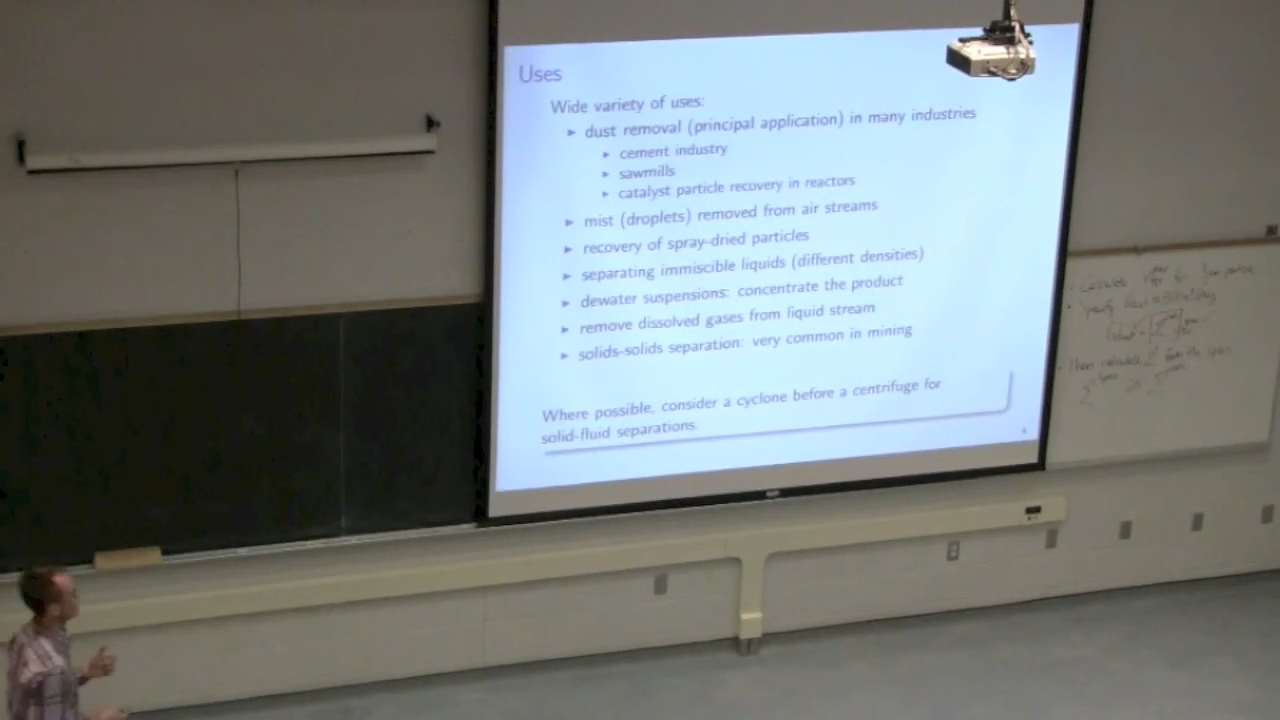 Uses
Wide variety of uses:
▸ dust removal (principal application) in many industries
▸ cement industry
▸ sawmills
▸ catalyst particle recovery in reactors
▸ mist (droplets) removed from air streams
▸ recovery of spray-dried particles
▸ separating immiscible liquids (different densities)
▸ dewater suspensions: concentrate the product
▸ remove dissolved gases from liquid stream
▸ solids-solids separation: very common in mining
Where possible, consider a cyclone before a centrifuge for
solid-fluid separations.